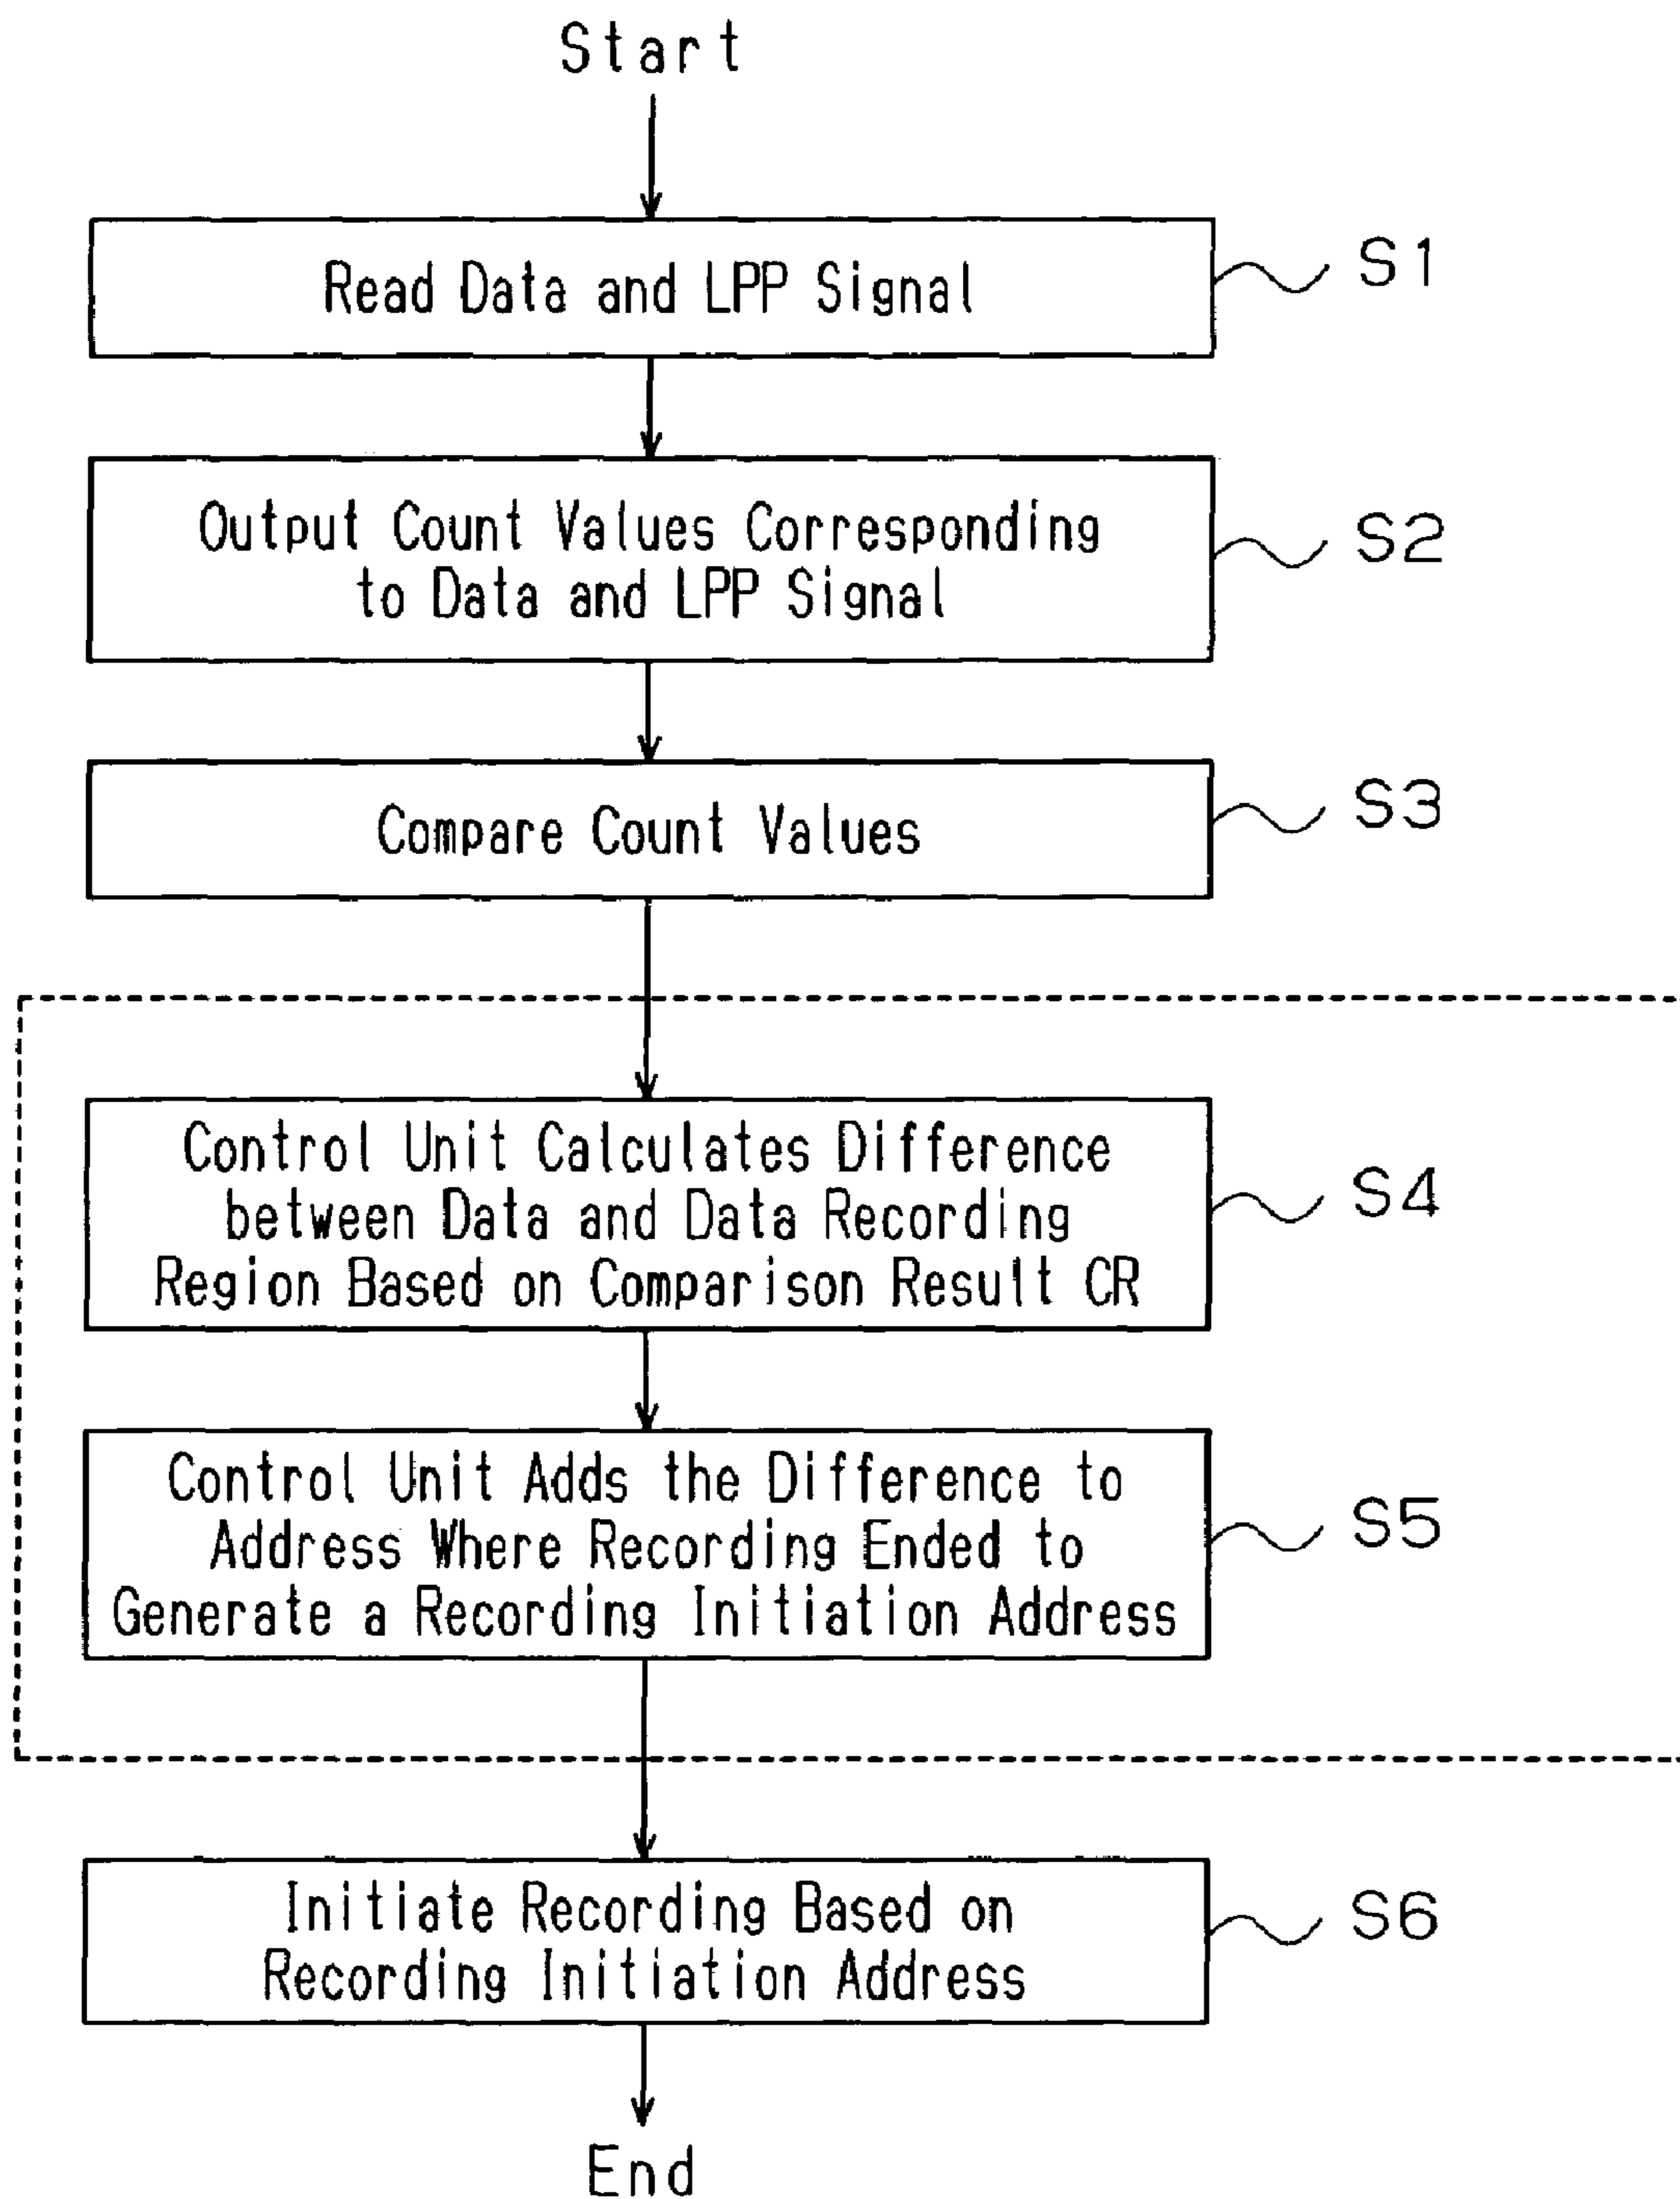 Start
Read Data and LPP Signal
S1
Output Count Values Corresponding
to Data and LPP Signal
S2
Compare Count Values
S3
Control Unit Calculates Difference
between Data and Data Recording
Region Based on Comparison Result CR
S4
Control Unit Adds the Difference to
Address Where Recording Ended to
Generate a Recording Initiation Address
S5
Initiate Recording Based on
Recording Initiation Address
S6
End